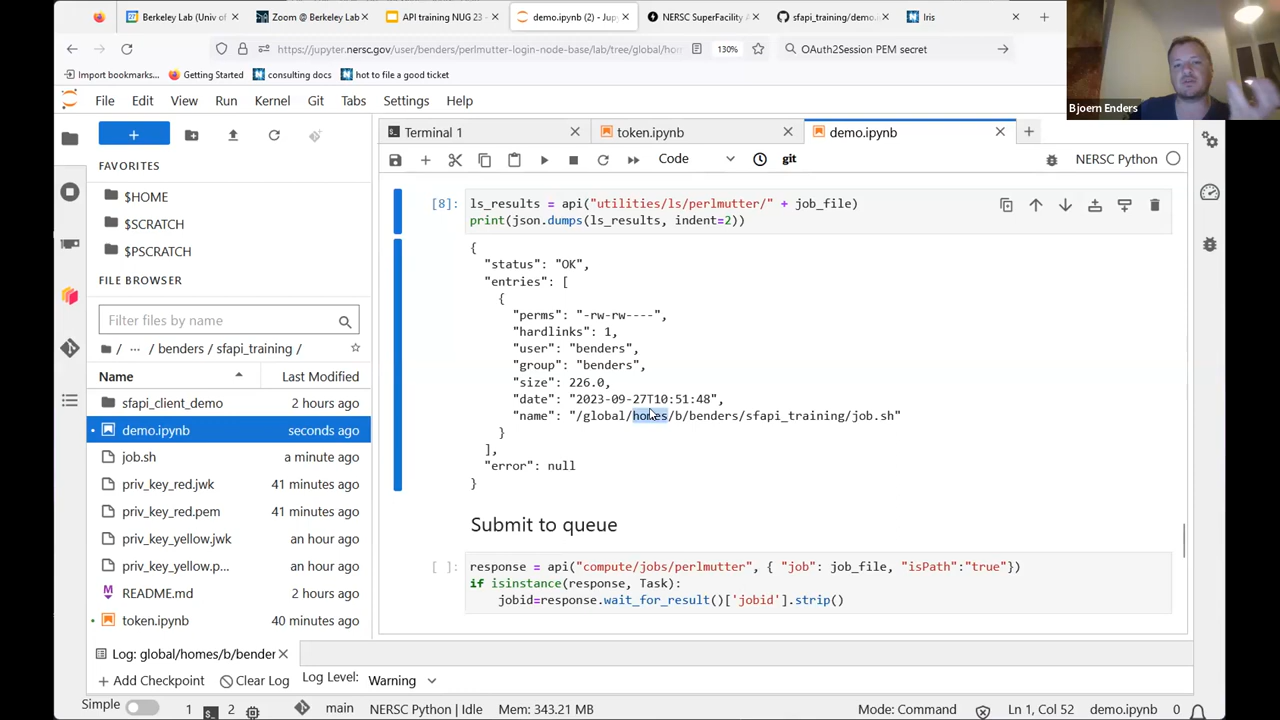 Berkeley Lab (Univ of
Zoom @ Berkeley Lab
API training NUG 23 -
demo.ipynb (2) - Jup
NERSC SuperFacility A
sfapi_training/demo.i
Iris
https://jupyter.nersc.gov/user/benders/perlmutter-login-node-base/lab/tree/global/ho
130%
OAuth2Session PEM secret
Import bookmarks...
Getting Started
consulting docs
hot to file a good ticket
Bjoern Enders
File Edit View Run Kernel Git Tabs Settings Help
Terminal 1
token.ipynb
demo.ipynb
Code
git
NERSC Python
FAVORITES
$HOME
$SCRATCH
$PSCRATCH
FILE BROWSER
Filter files by name
/ ... / benders / sfapi_training /
Name Last Modified
sfapi_client_demo 2 hours ago
demo.ipynb seconds ago
job.sh a minute ago
priv_key_red.jwk 41 minutes ago
priv_key_red.pem 41 minutes ago
priv_key_yellow.jwk an hour ago
priv_key_yellow.p... an hour ago
README.md 2 hours ago
token.ipynb 40 minutes ago
[8]: ls_results = api("utilities/ls/perlmutter/" + job_file)
print(json.dumps(ls_results, indent=2))
{
"status": "OK",
"entries": [
{
"perms": "-rw-rw----",
"hardlinks": 1,
"user": "benders",
"group": "benders",
"size": 226.0,
"date": "2023-09-27T10:51:48",
"name": "/global/homes/b/benders/sfapi_training/job.sh"
}
],
"error": null
}
Submit to queue
[ ]: response = api("compute/jobs/perlmutter", { "job": job_file, "isPath":"true"})
if isinstance(response, Task):
jobid=response.wait_for_result()['jobid'].strip()
Log: global/homes/b/bender
+ Add Checkpoint
Clear Log
Log Level:
Warning
Simple
1
2
main
NERSC Python | Idle
Mem: 343.21 MB
Mode: Command
Ln 1, Col 52
demo.ipynb
0